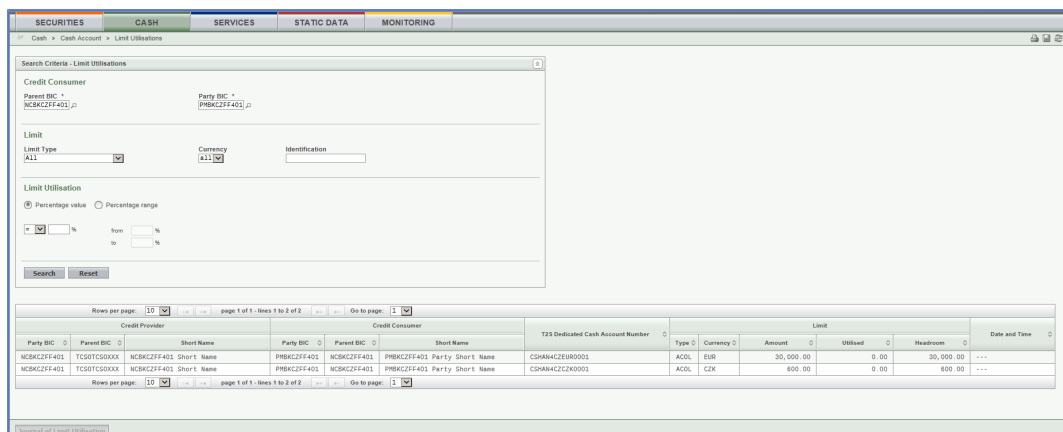 SECURITIES CASH SERVICES STATIC DATA MONITORING
Cash > Cash Account > Limit Utilisations
Search Criteria - Limit Utilisations
Credit Consumer
Parent BIC * Party BIC *
NCBKCZFF401 PMBKCZFF401
Limit
Limit Type Currency Identification
All all
Limit Utilisation
Percentage value Percentage range
= % from %
to %
Search Reset
Rows per page: 10 page 1 of 1 - lines 1 to 2 of 2 Go to page: 1
Credit Provider Credit Consumer T2S Dedicated Cash Account Number Limit Date and Time
Party BIC Parent BIC Short Name Party BIC Parent BIC Short Name Type Currency Amount Utilised Headroom
NCBKCZFF401 TCSOTCSOXXX NCBKCZFF401 Short Name PMBKCZFF401 NCBKCZFF401 PMBKCZFF401 Party Short Name CSHAN4CZEUR0001 ACOL EUR 30,000.00 0.00 30,000.00 ---
NCBKCZFF401 TCSOTCSOXXX NCBKCZFF401 Short Name PMBKCZFF401 NCBKCZFF401 PMBKCZFF401 Party Short Name CSHAN4CZCZK0001 ACOL CZK 600.00 0.00 600.00 ---
Rows per page: 10 page 1 of 1 - lines 1 to 2 of 2 Go to page: 1
Journal of Limit Utilisation